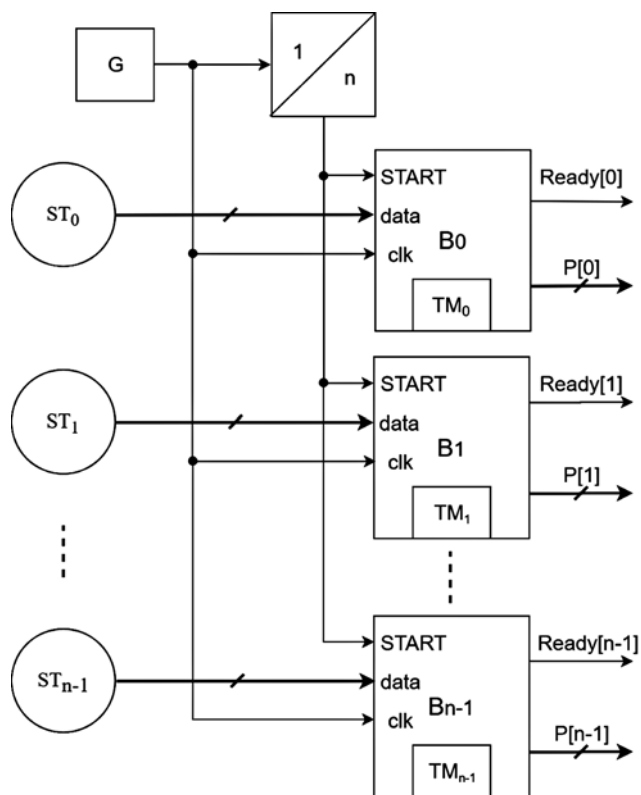 G
1
n
ST0
START
data
clk
B0
TM0
Ready[0]
P[0]
ST1
START
data
clk
B1
TM1
Ready[1]
P[1]
STn-1
START
data
clk
Bn-1
TMn-1
Ready[n-1]
P[n-1]